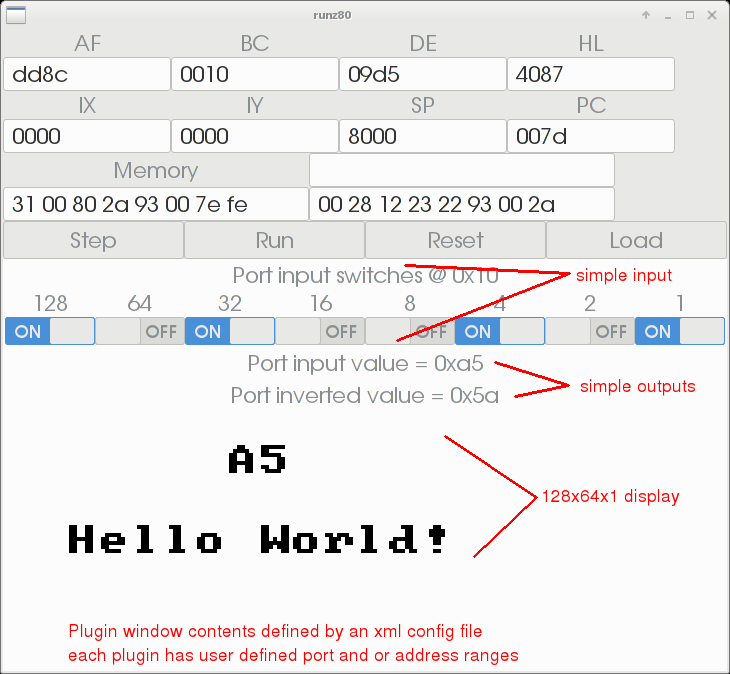 runz80
AF BC DE HL
dd8c 0010 09d5 4087
IX IY SP PC
0000 0000 8000 007d
Memory
31 00 80 2a 93 00 7e fe 00 28 12 23 22 93 00 2a
Step Run Reset Load
Port input switches @ 0x10 simple input
128 64 32 16 8 4 2 1
ON OFF ON OFF OFF ON OFF ON
Port input value = 0xa5
simple outputs
Port inverted value = 0x5a
A5
128x64x1 display
Hello World!
Plugin window contents defined by an xml config file
each plugin has user defined port and or address ranges